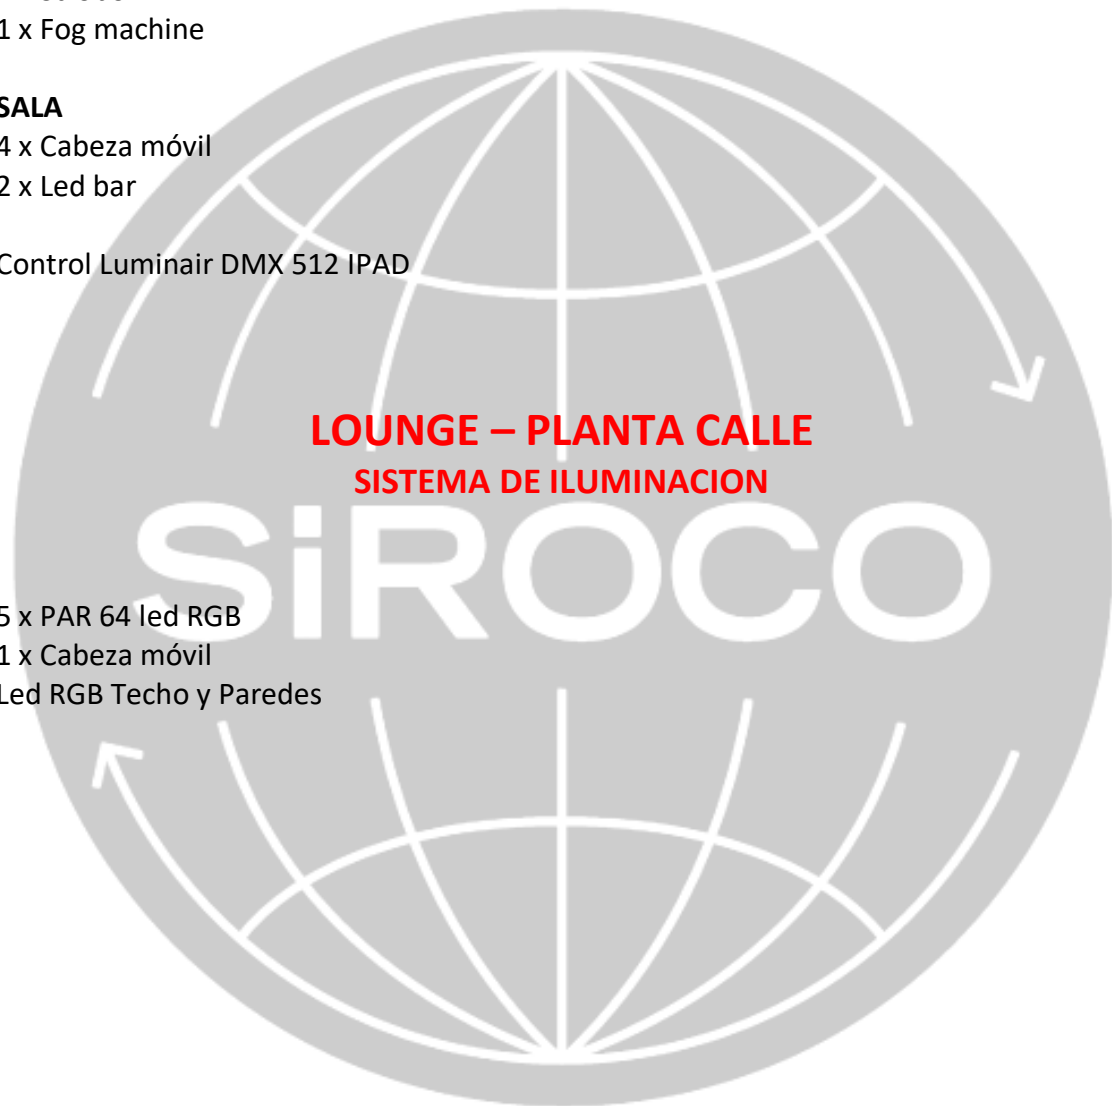 1 x Fog machine
SALA
4 x Cabeza móvil
2 x Led bar
Control Luminair DMX 512 IPAD
LOUNGE – PLANTA CALLE
SISTEMA DE ILUMINACION
SiROCO
5 x PAR 64 led RGB
1 x Cabeza móvil
Led RGB Techo y Paredes